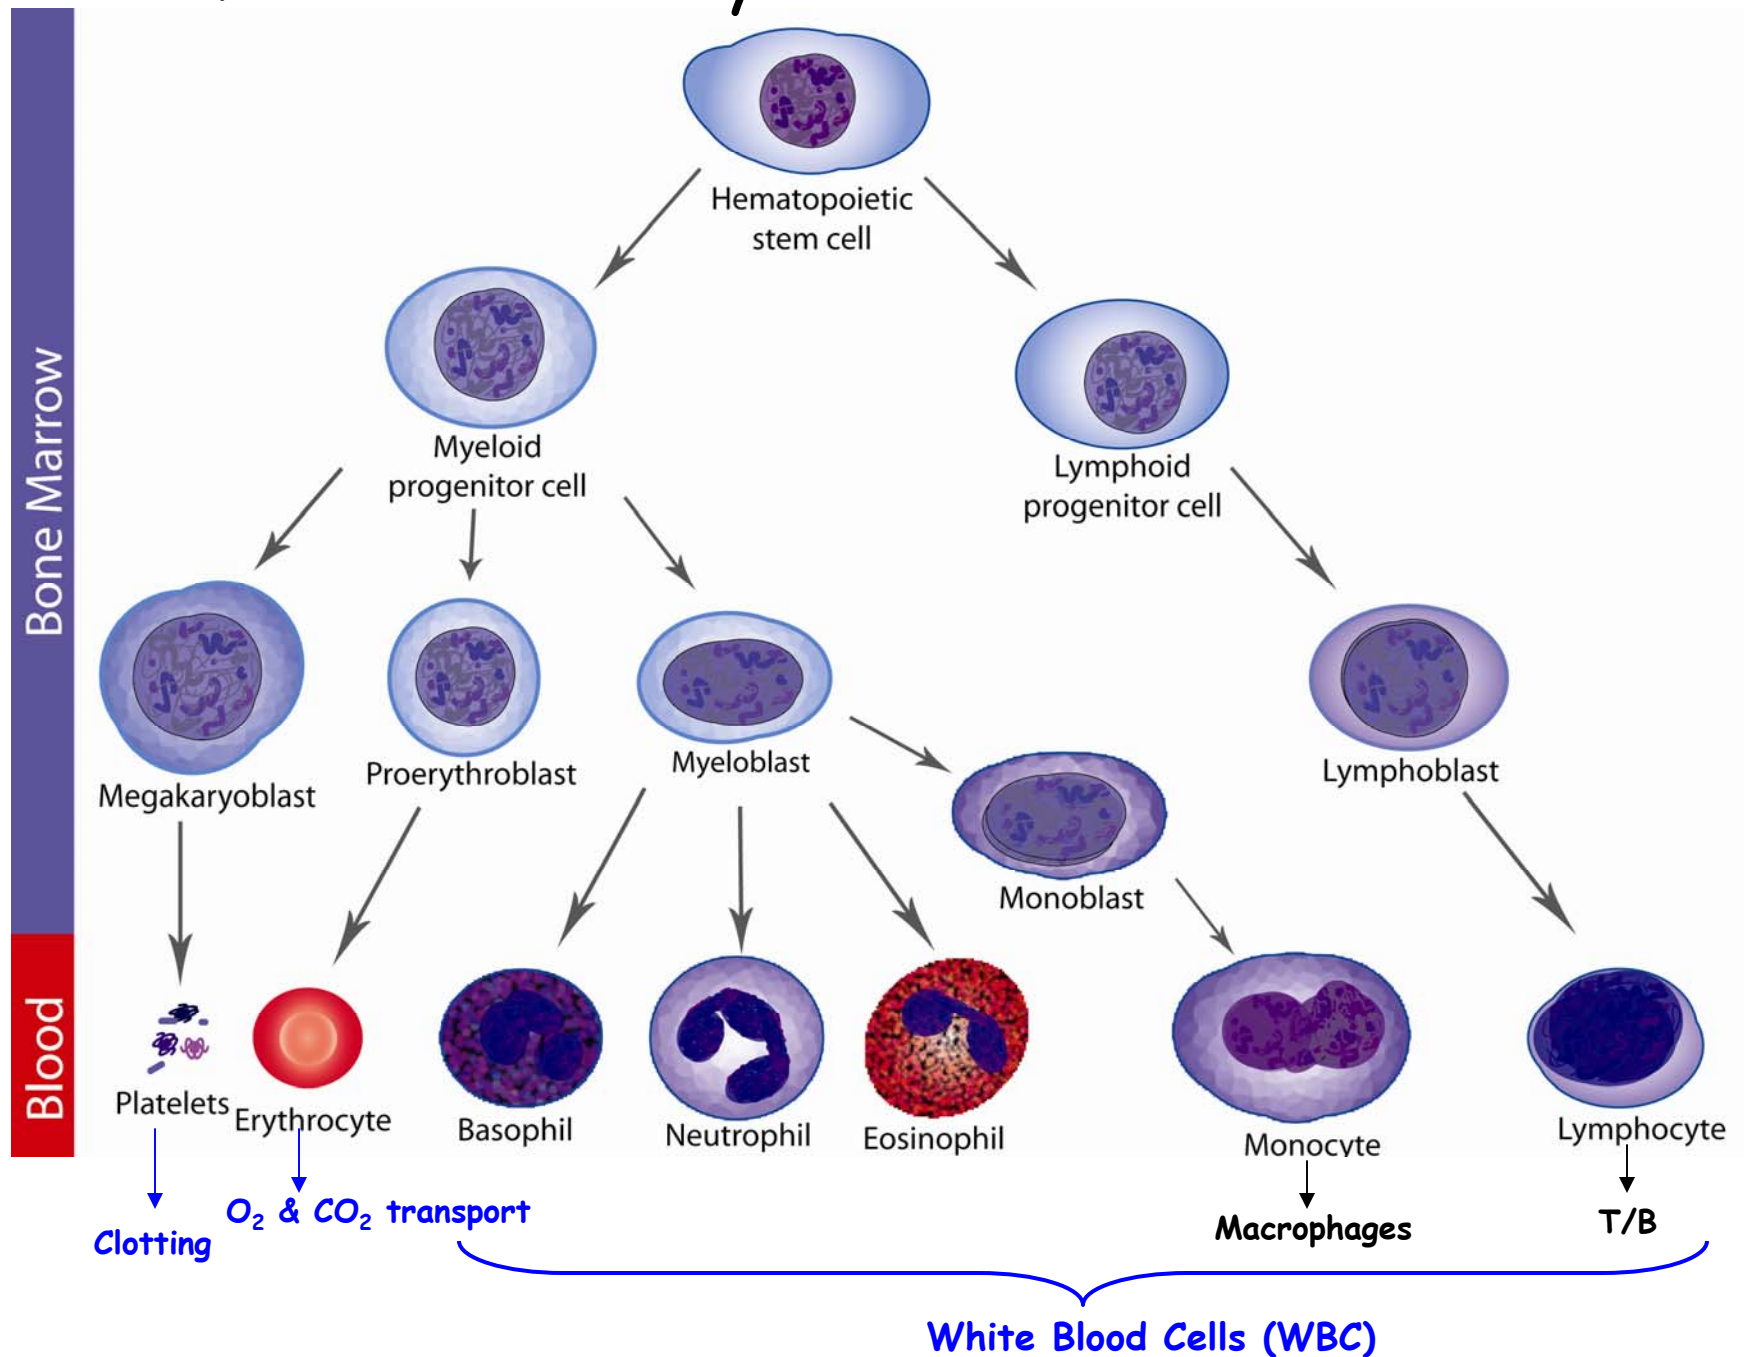 Hematopoietic
stem cell
Myeloid
progenitor cell
Lymphoid
progenitor cell
Bone Marrow
Megakaryoblast
Proerythroblast
Myeloblast
Lymphoblast
Monoblast
Blood
Platelets
Erythrocyte
Basophil
Neutrophil
Eosinophil
Monocyte
Lymphocyte
Clotting
O₂ & CO₂ transport
Macrophages
T/B
White Blood Cells (WBC)